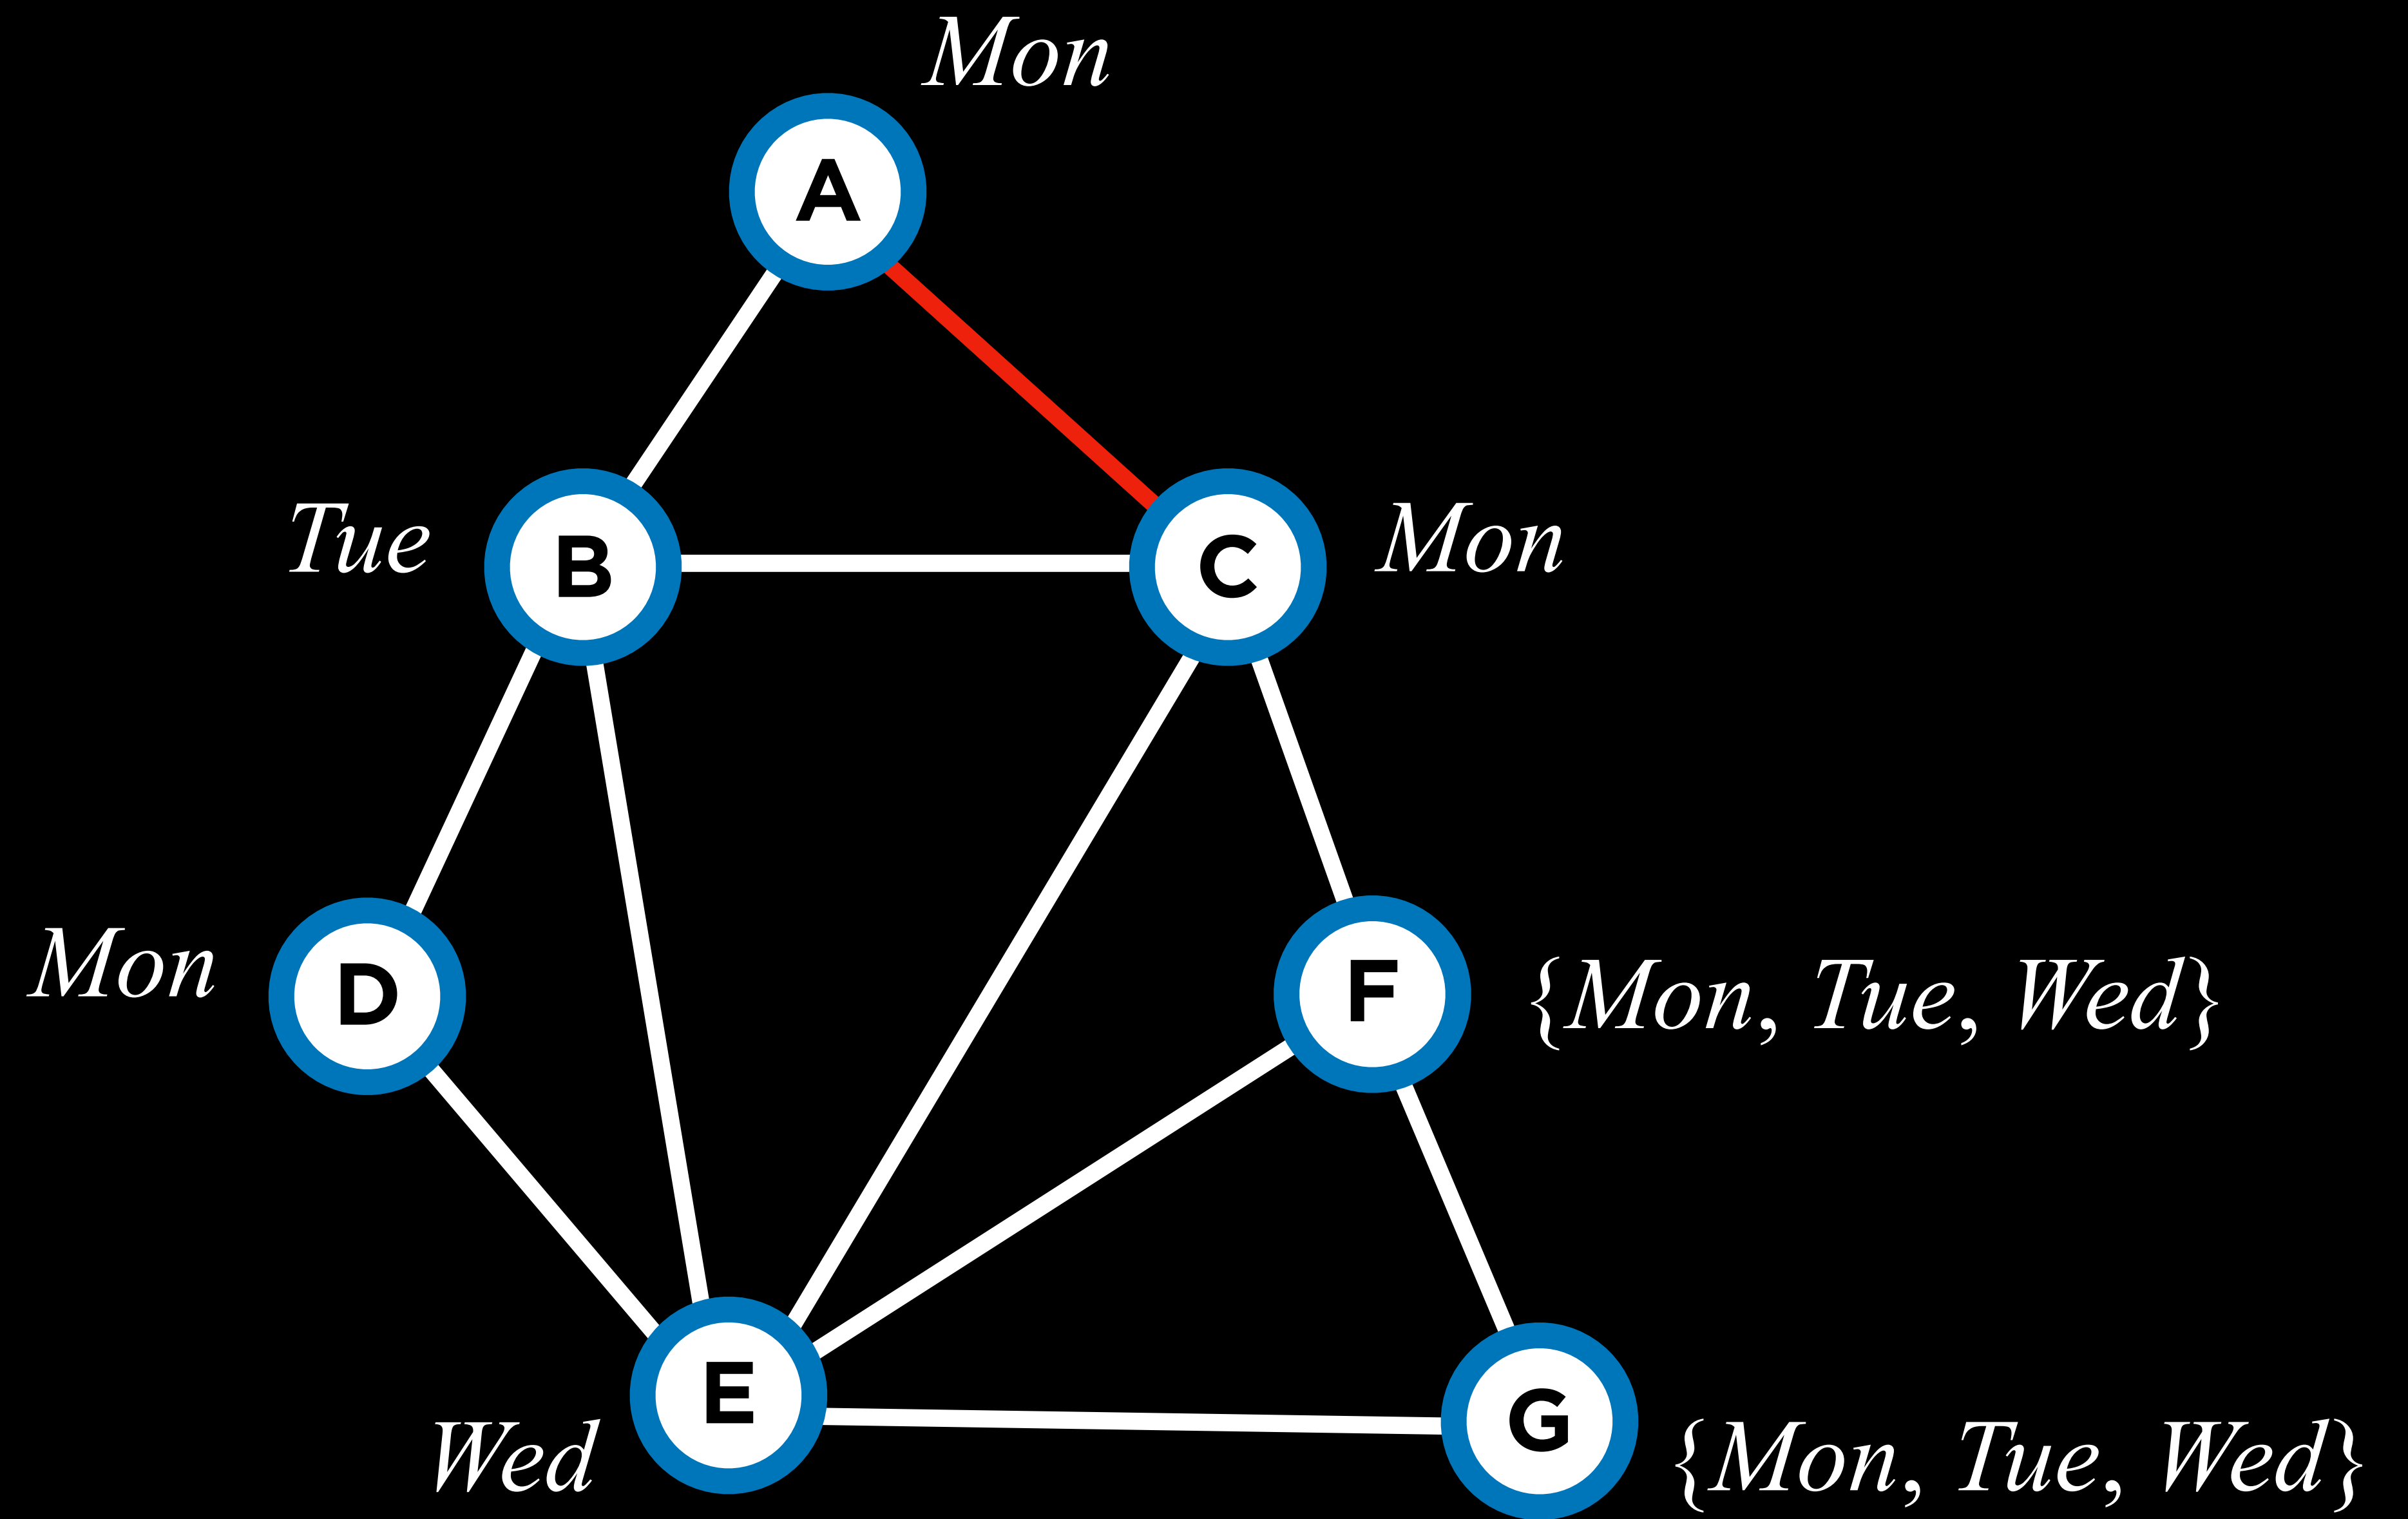 Mon
A
Tue
B
C
Mon
Mon
D
F
{Mon, Tue, Wed}
E
Wed
G
{Mon, Tue, Wed}